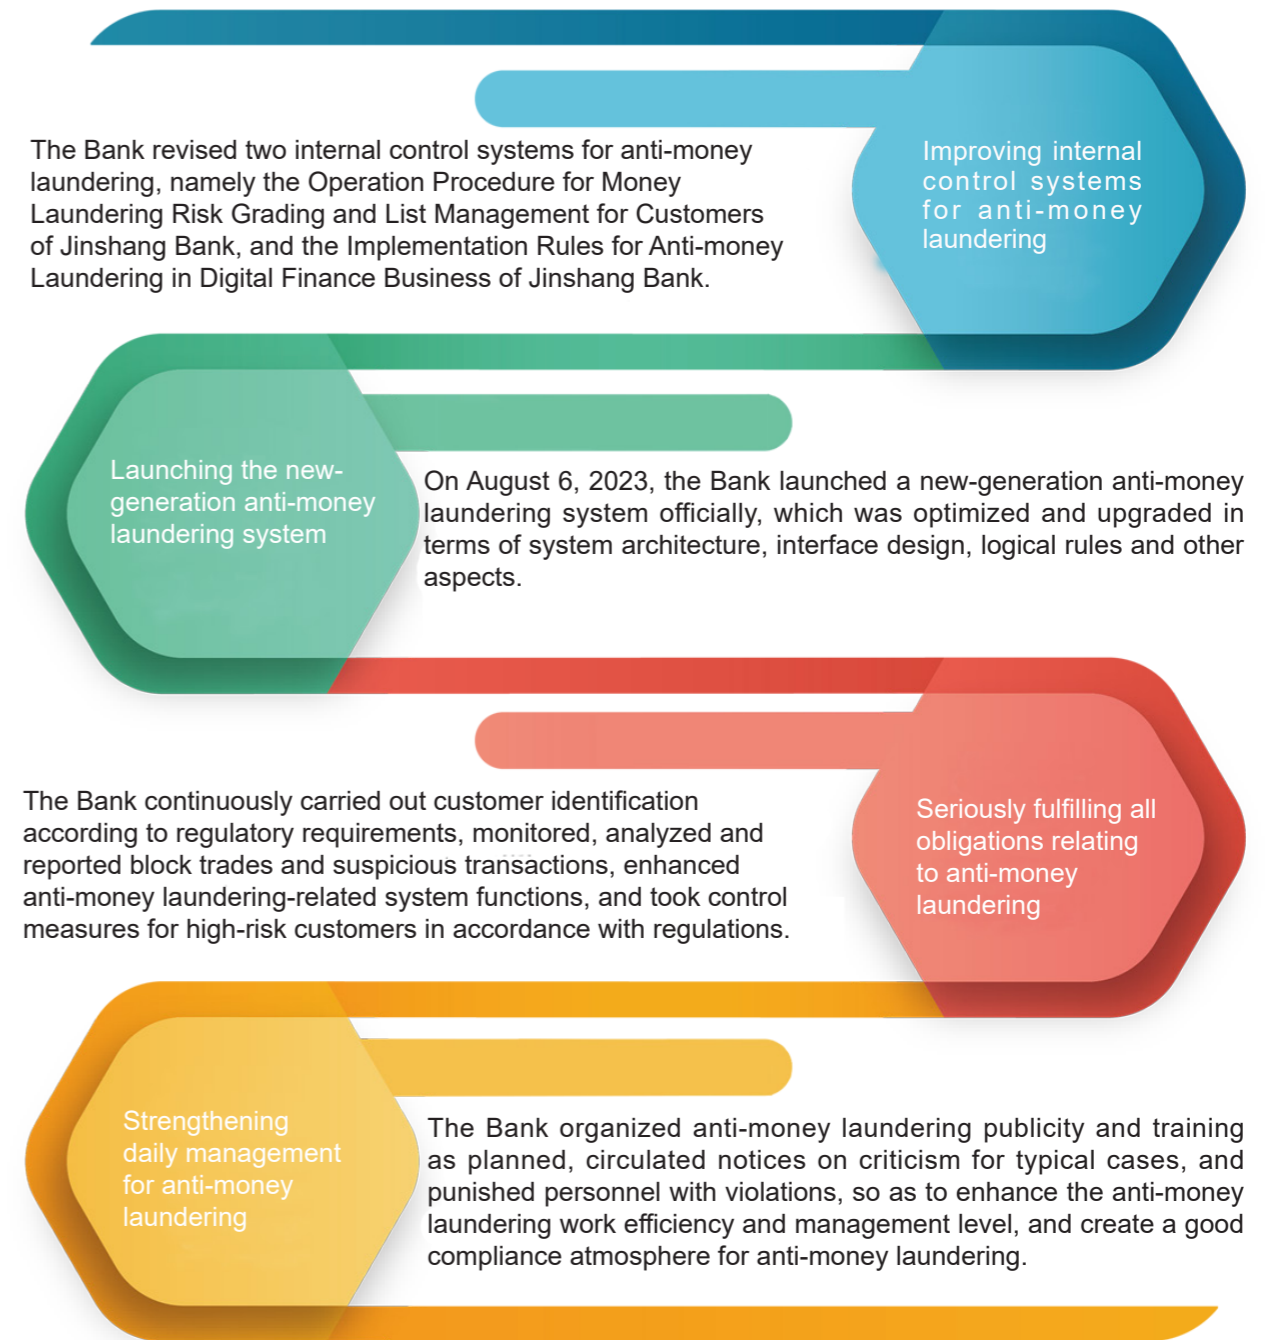 The Bank revised two internal control systems for anti-money
laundering, namely the Operation Procedure for Money
Laundering Risk Grading and List Management for Customers
of Jinshang Bank, and the Implementation Rules for Anti-money
Laundering in Digital Finance Business of Jinshang Bank.
Improving internal
control systems
for anti-money
laundering
Launching the new-
generation anti-money
laundering system
On August 6, 2023, the Bank launched a new-generation anti-money
laundering system officially, which was optimized and upgraded in
terms of system architecture, interface design, logical rules and other
aspects.
The Bank continuously carried out customer identification
according to regulatory requirements, monitored, analyzed and
reported block trades and suspicious transactions, enhanced
anti-money laundering-related system functions, and took control
measures for high-risk customers in accordance with regulations.
Seriously fulfilling all
obligations relating
to anti-money
laundering
Strengthening
daily management
for anti-money
laundering
The Bank organized anti-money laundering publicity and training
as planned, circulated notices on criticism for typical cases, and
punished personnel with violations, so as to enhance the anti-money
laundering work efficiency and management level, and create a good
compliance atmosphere for anti-money laundering.